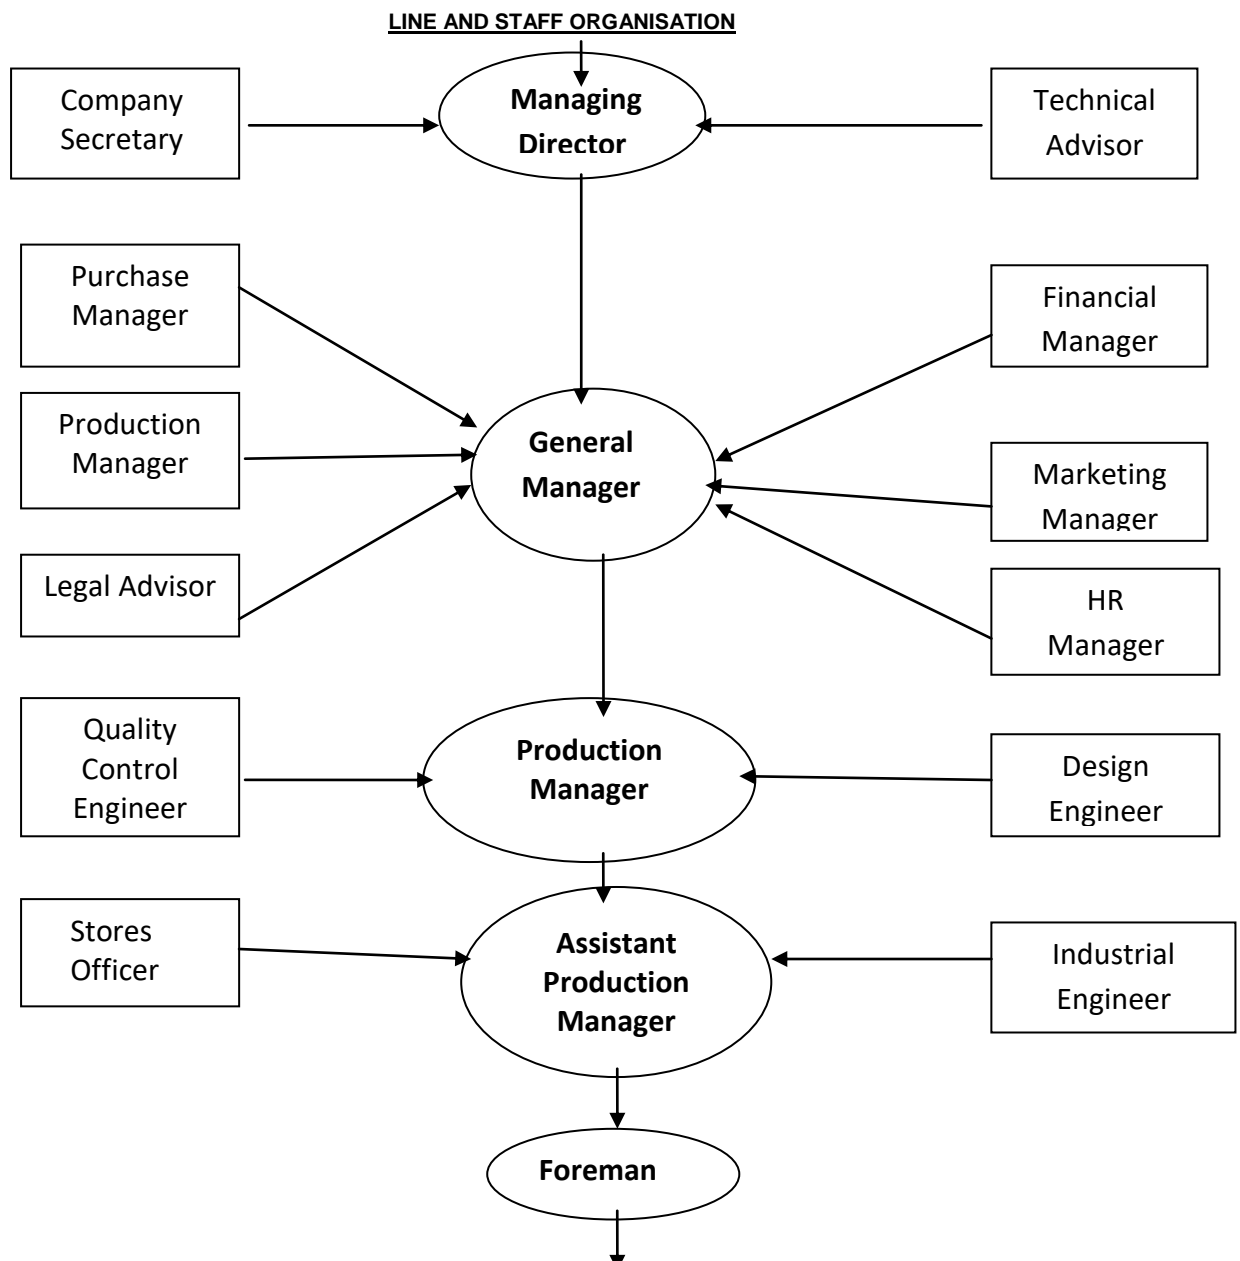 LINE AND STAFF ORGANISATION
Company
Secretary
Managing
Director
Technical
Advisor
Purchase
Manager
Financial
Manager
Production
Manager
General
Manager
Marketing
Manager
Legal Advisor
HR
Manager
Quality
Control
Engineer
Production
Manager
Design
Engineer
Stores
Officer
Assistant
Production
Manager
Industrial
Engineer
Foreman